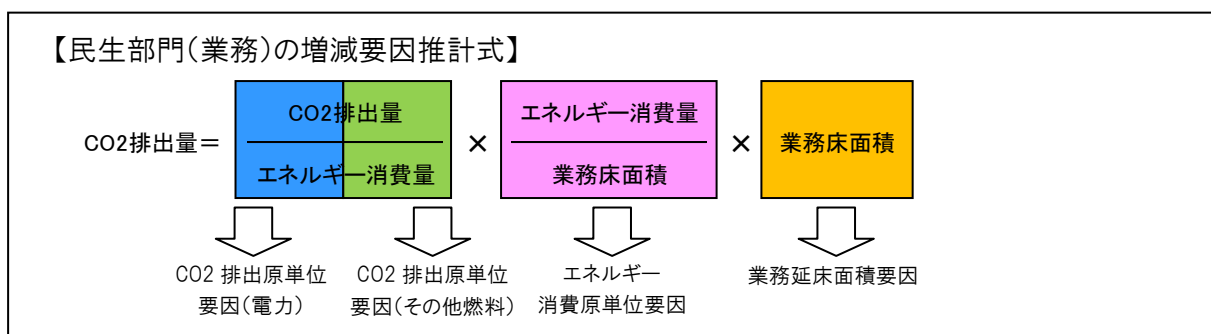 【民生部門(業務)の増減要因推計式】
CO2排出量＝
CO2排出量
エネルギー消費量
×
エネルギー消費量
業務床面積
×
業務床面積
CO2 排出原単位
要因(電力)
CO2 排出原単位
要因(その他燃料)
エネルギー
消費原単位要因
業務延床面積要因